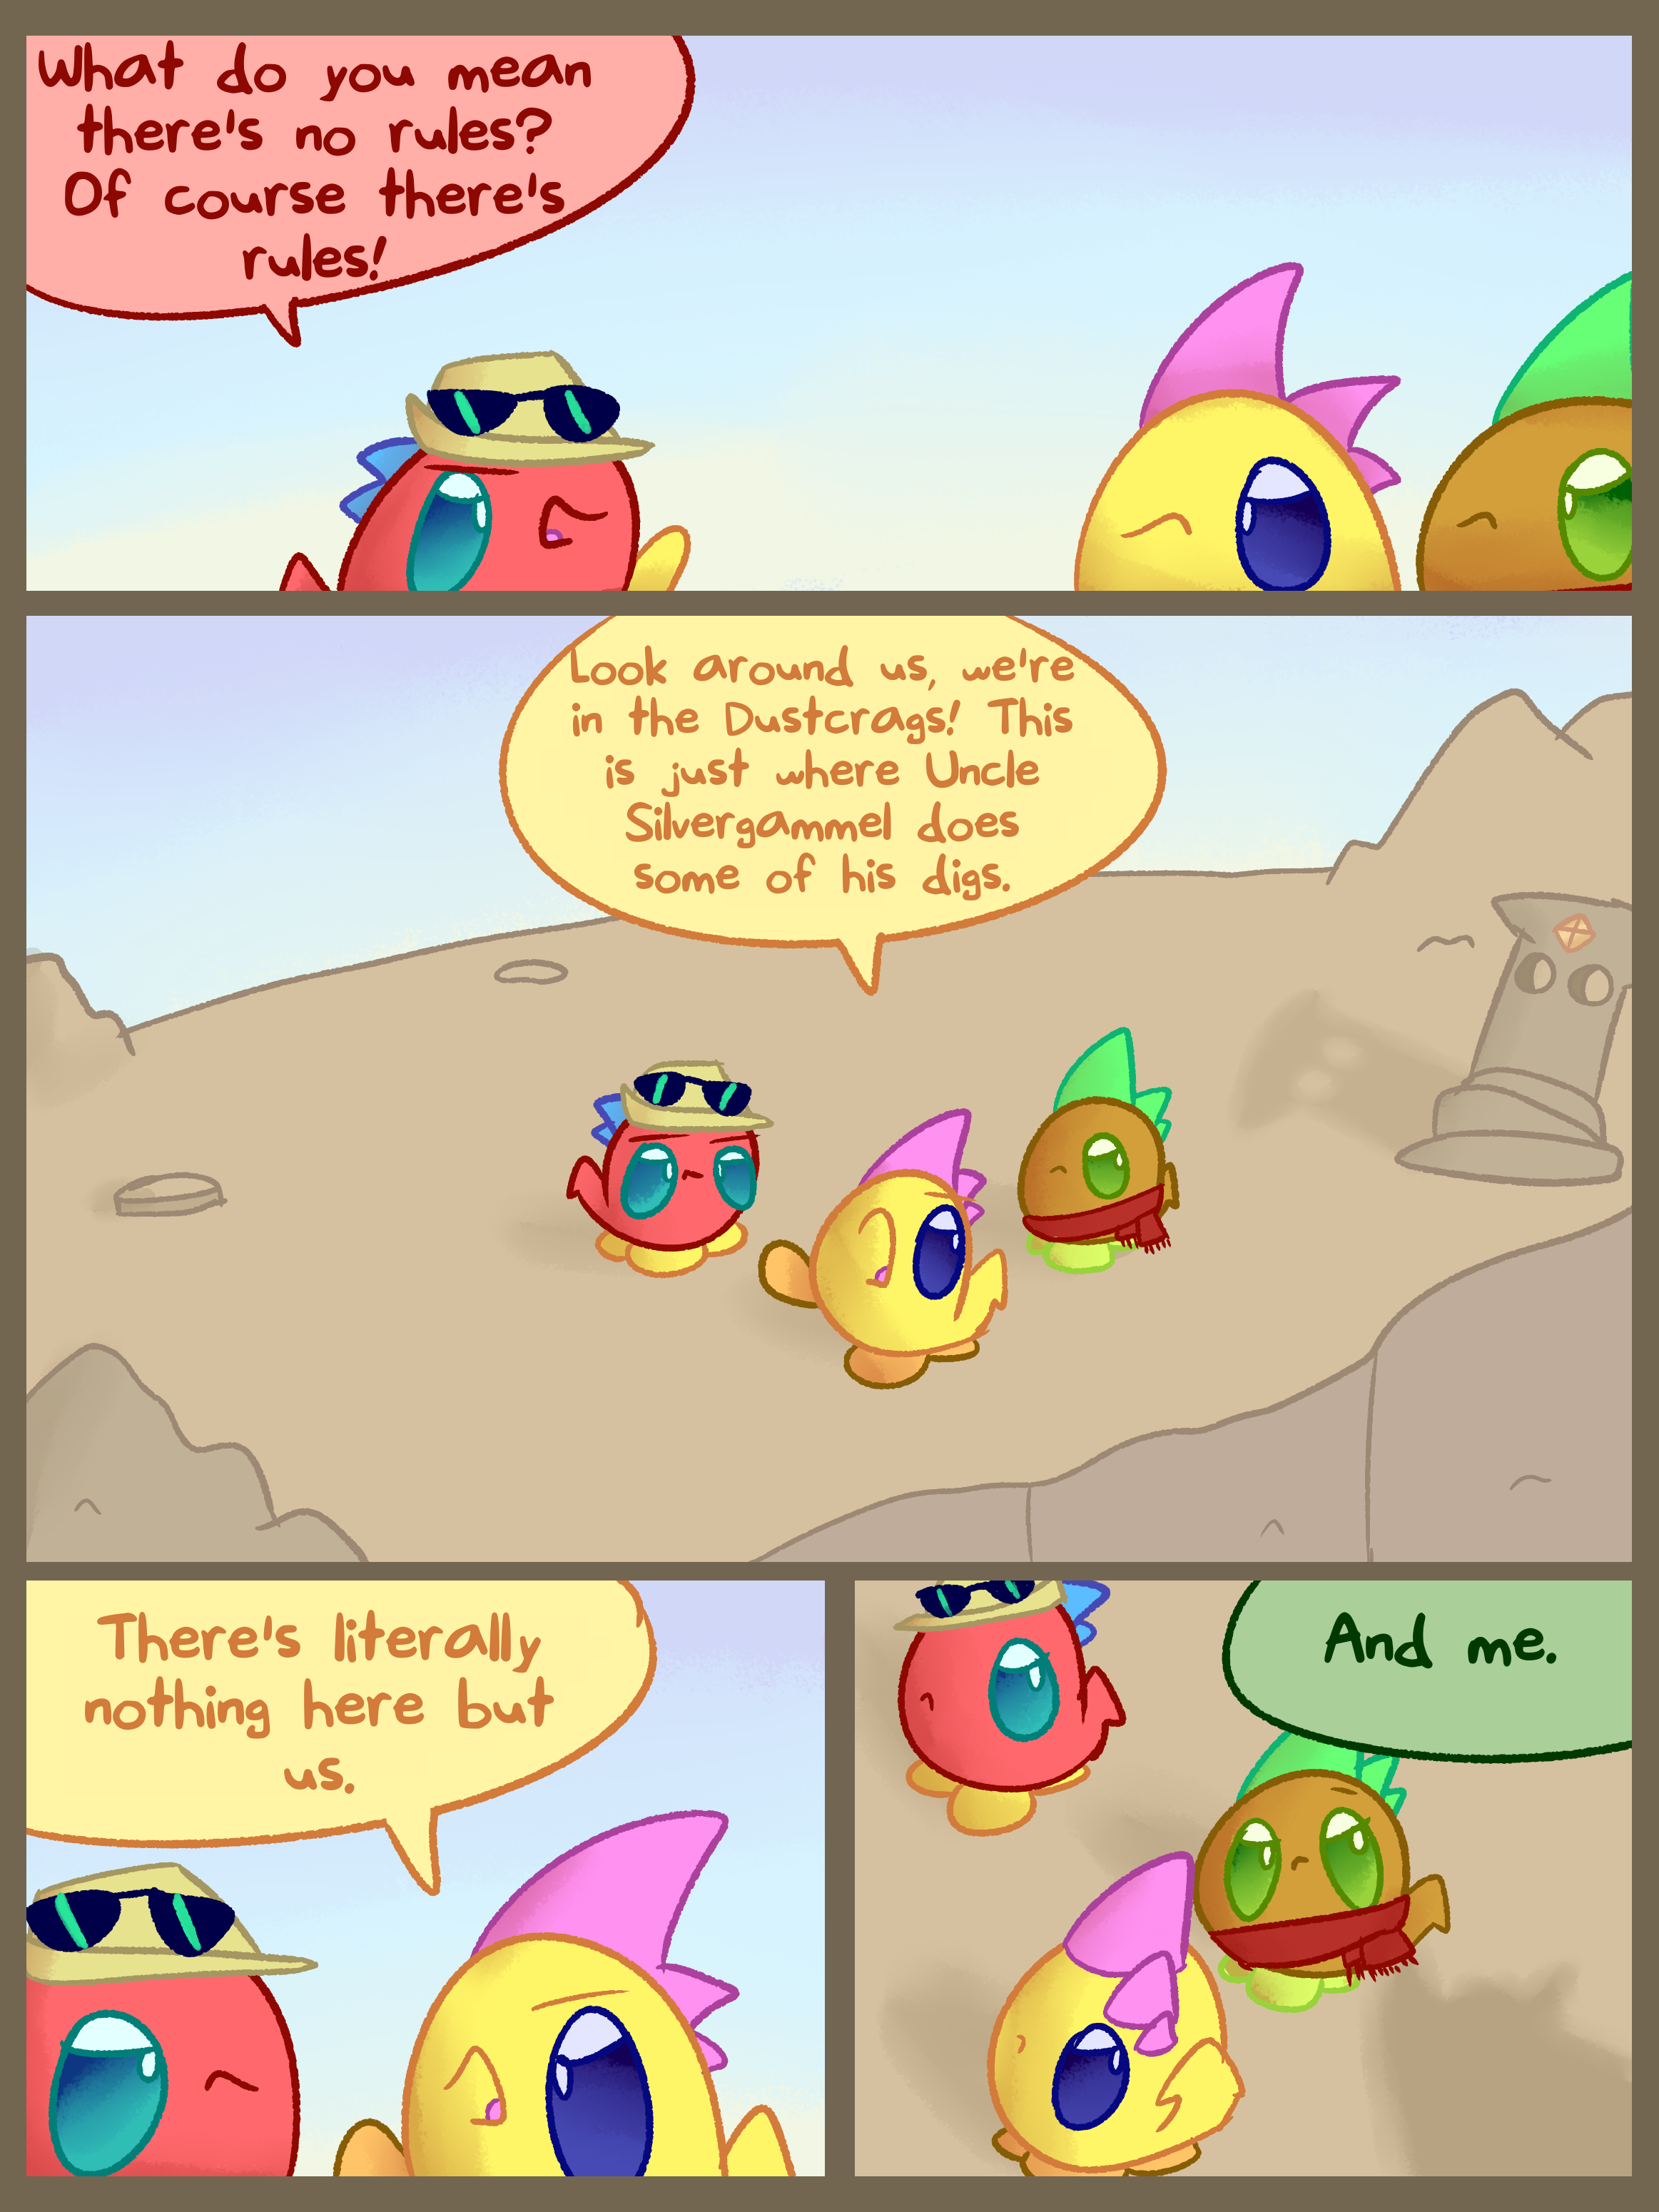 What do you mean
there's no rules?
Of course there's
rules!
Look around us, we're
in the Dustcrags! This
is just where Uncle
Silvergammel does
some of his digs.
There's literally
nothing here but
us.
And me.